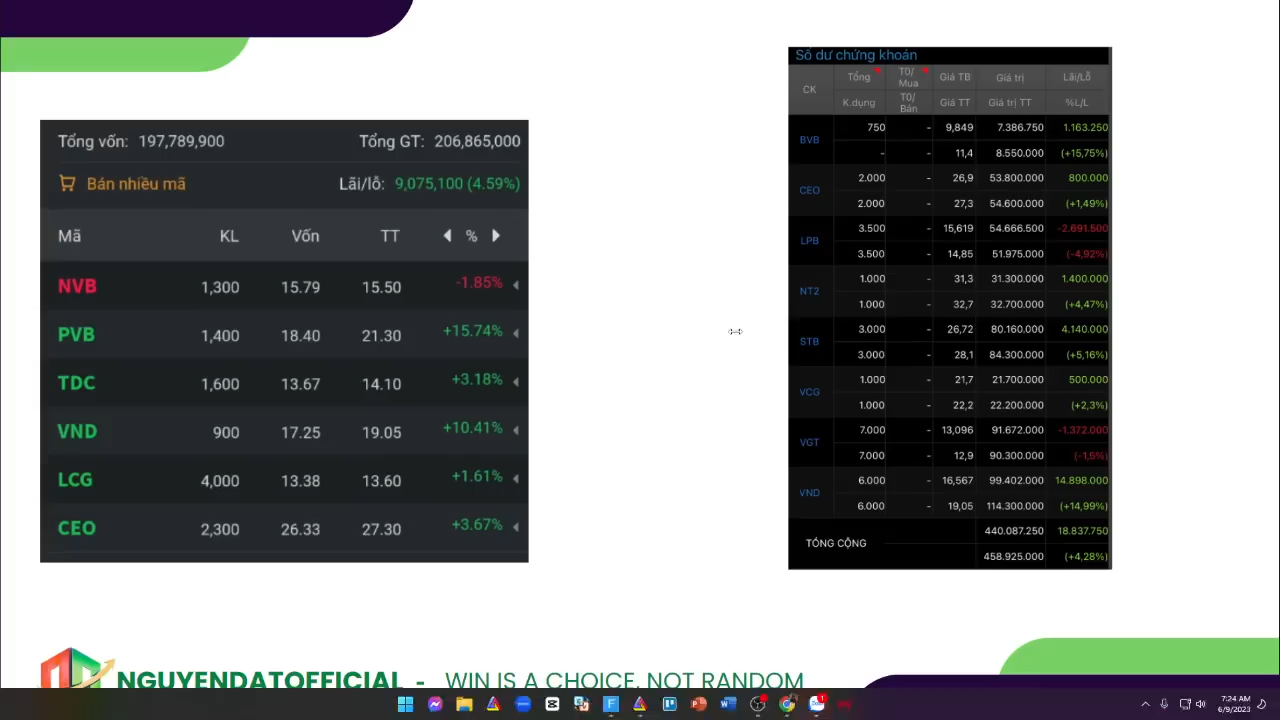 Tổng vốn: 197,789,900 Tổng GT: 206,865,000
Bán nhiều mã Lãi/lỗ: 9,075,100 (4.59%)
Mã KL Vốn TT %
NVB 1,300 15.79 15.50 -1.85%
PVB 1,400 18.40 21.30 +15.74%
TDC 1,600 13.67 14.10 +3.18%
VND 900 17.25 19.05 +10.41%
LCG 4,000 13.38 13.60 +1.61%
CEO 2,300 26.33 27.30 +3.67%
Số dư chứng khoán
CK Tổng T0/ Mua Giá TB Giá trị Lãi/Lỗ
K.dụng T0/ Bán Giá TT Giá trị TT %L/L
BVB 750 - 9,849 7.386.750 1.163.250
- - 11,4 8.550.000 (+15,75%)
CEO 2.000 - 26,9 53.800.000 800.000
2.000 - 27,3 54.600.000 (+1,49%)
LPB 3.500 - 15,619 54.666.500 -2.691.500
3.500 - 14,85 51.975.000 (-4,92%)
NT2 1.000 - 31,3 31.300.000 1.400.000
1.000 - 32,7 32.700.000 (+4,47%)
STB 3.000 - 26,72 80.160.000 4.140.000
3.000 - 28,1 84.300.000 (+5,16%)
VCG 1.000 - 21,7 21.700.000 500.000
1.000 - 22,2 22.200.000 (+2,3%)
VGT 7.000 - 13,096 91.672.000 -1.372.000
7.000 - 12,9 90.300.000 (-1,5%)
VND 6.000 - 16,567 99.402.000 14.898.000
6.000 - 19,05 114.300.000 (+14,99%)
TỔNG CỘNG 440.087.250 18.837.750
458.925.000 (+4,28%)
NGUYENDATOFFICIAL - WIN IS A CHOICE, NOT RANDOM
7:24 AM
6/9/2023